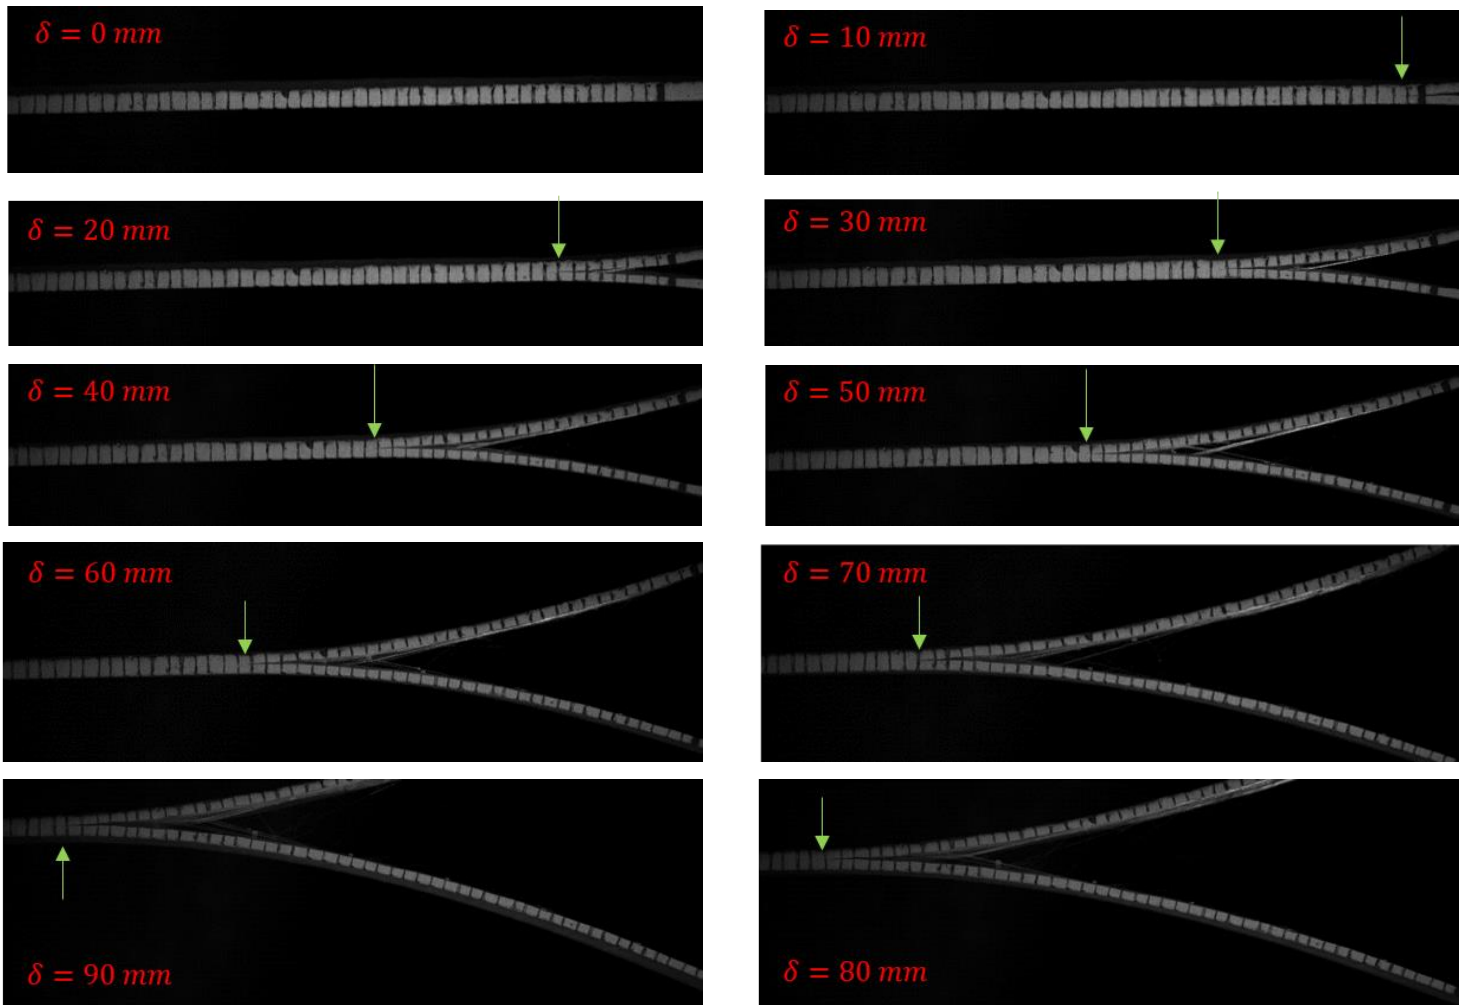 δ = 0 mm
δ = 10 mm
δ = 20 mm
δ = 30 mm
δ = 40 mm
δ = 50 mm
δ = 60 mm
δ = 70 mm
δ = 90 mm
δ = 80 mm